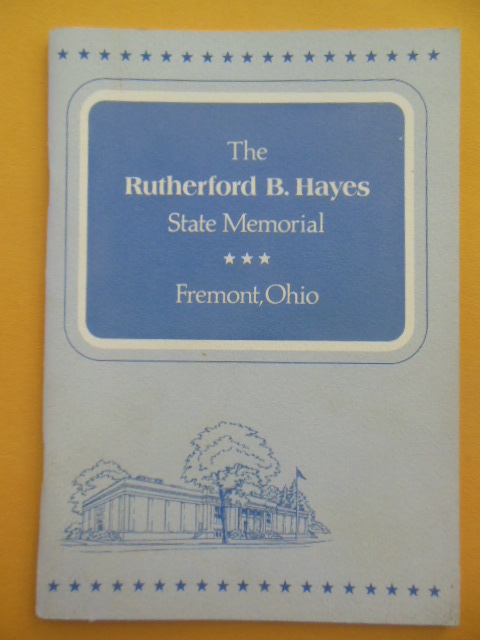 The
Rutherford B. Hayes
State Memorial
Fremont, Ohio